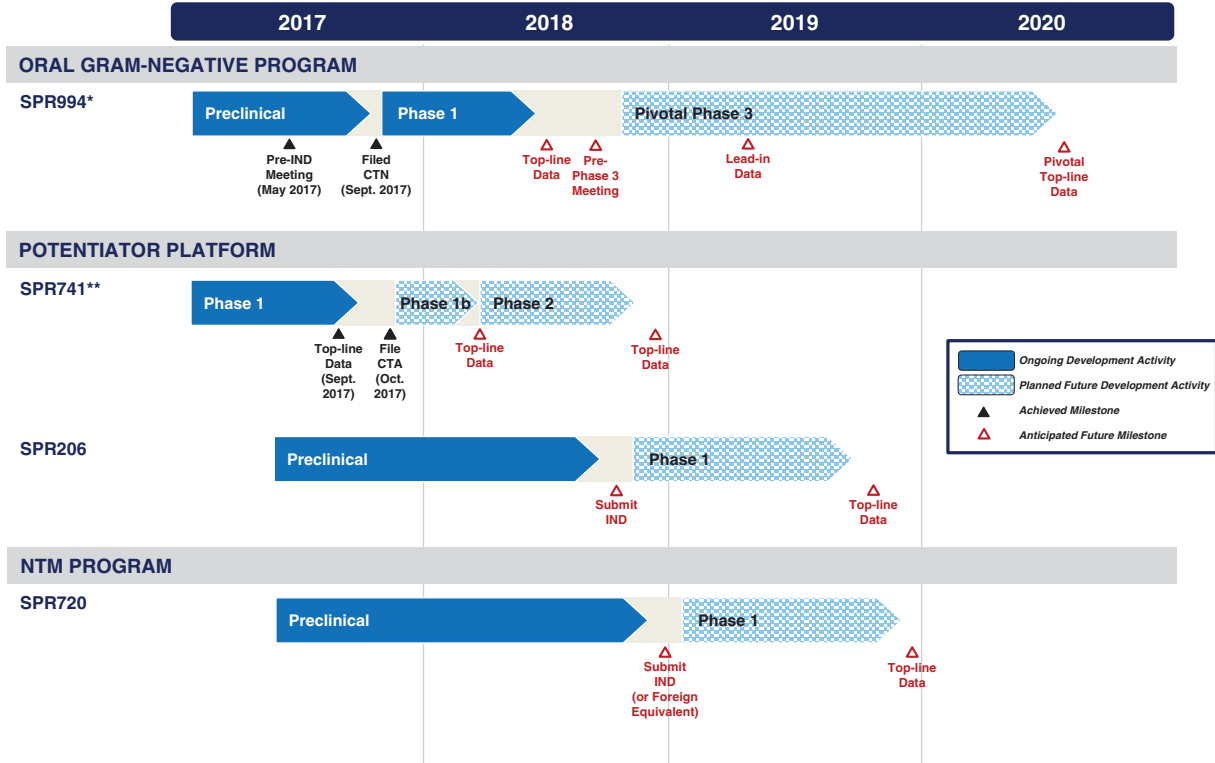 2017 2018 2019 2020
ORAL GRAM-NEGATIVE PROGRAM
SPR994*
Preclinical
Phase 1
Pivotal Phase 3
Pre-IND
Meeting
(May 2017)
Filed
CTN
(Sept. 2017)
Top-line
Data
Pre-
Phase 3
Meeting
Lead-in
Data
Pivotal
Top-line
Data
POTENTIATOR PLATFORM
SPR741**
Phase 1
Phase 1b
Phase 2
Top-line
Data
(Sept.
2017)
File
CTA
(Oct.
2017)
Top-line
Data
Top-line
Data
Ongoing Development Activity
Planned Future Development Activity
Achieved Milestone
Anticipated Future Milestone
SPR206
Preclinical
Phase 1
Submit
IND
Top-line
Data
NTM PROGRAM
SPR720
Preclinical
Phase 1
Submit
IND
(or Foreign
Equivalent)
Top-line
Data